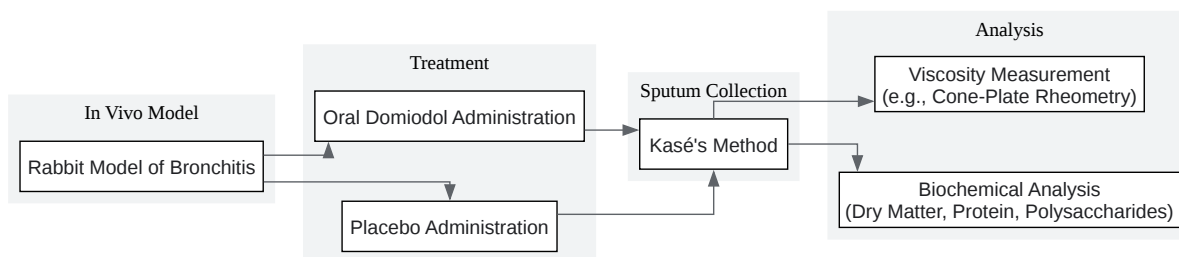 In Vivo Model
Rabbit Model of Bronchitis
Treatment
Oral Domiodol Administration
Placebo Administration
Sputum Collection
Kasé's Method
Analysis
Viscosity Measurement
(e.g., Cone-Plate Rheometry)
Biochemical Analysis
(Dry Matter, Protein, Polysaccharides)